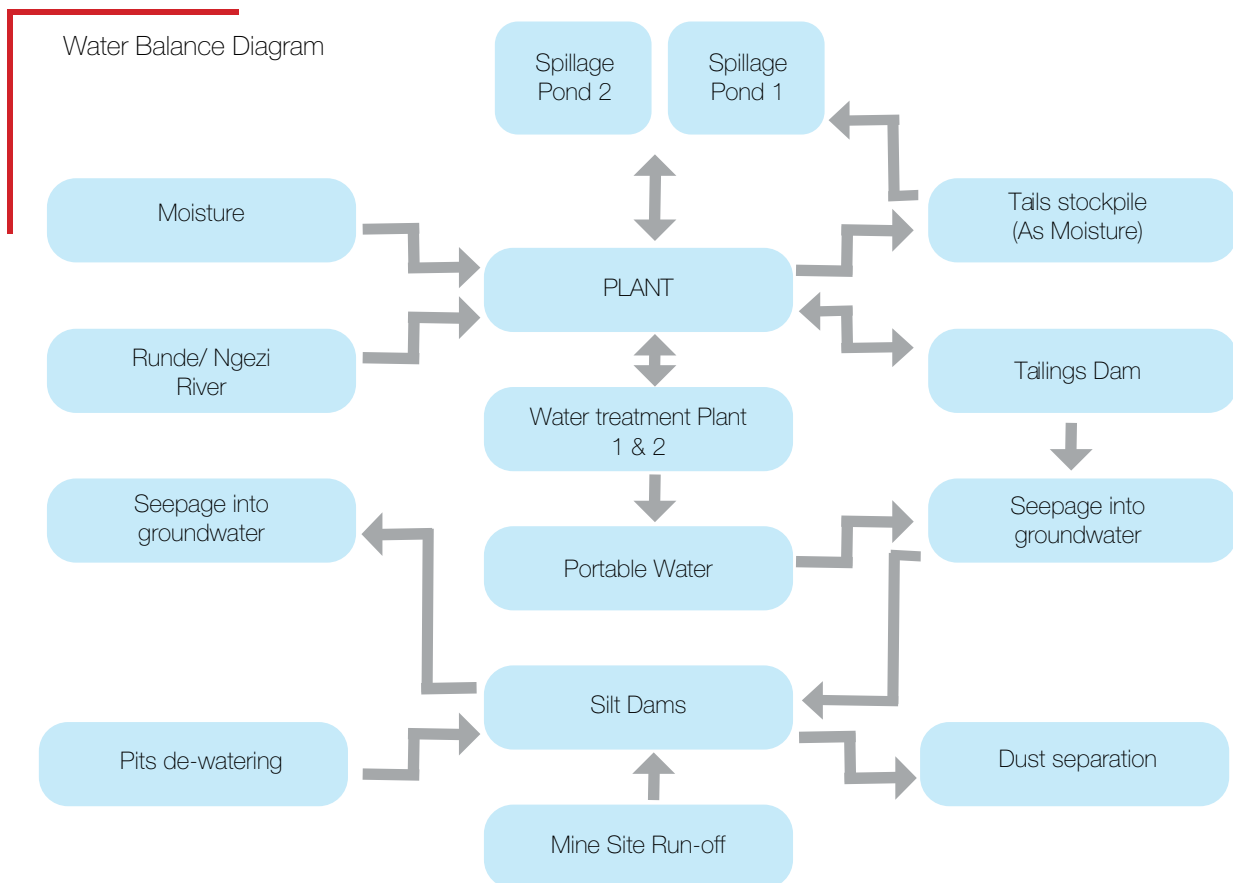 Water Balance Diagram
Spillage
Pond 2
Spillage
Pond 1
Moisture
Tails stockpile
(As Moisture)
PLANT
Runde/ Ngezi
River
Tailings Dam
Water treatment Plant
1 & 2
Seepage into
groundwater
Seepage into
groundwater
Portable Water
Silt Dams
Pits de-watering
Dust separation
Mine Site Run-off